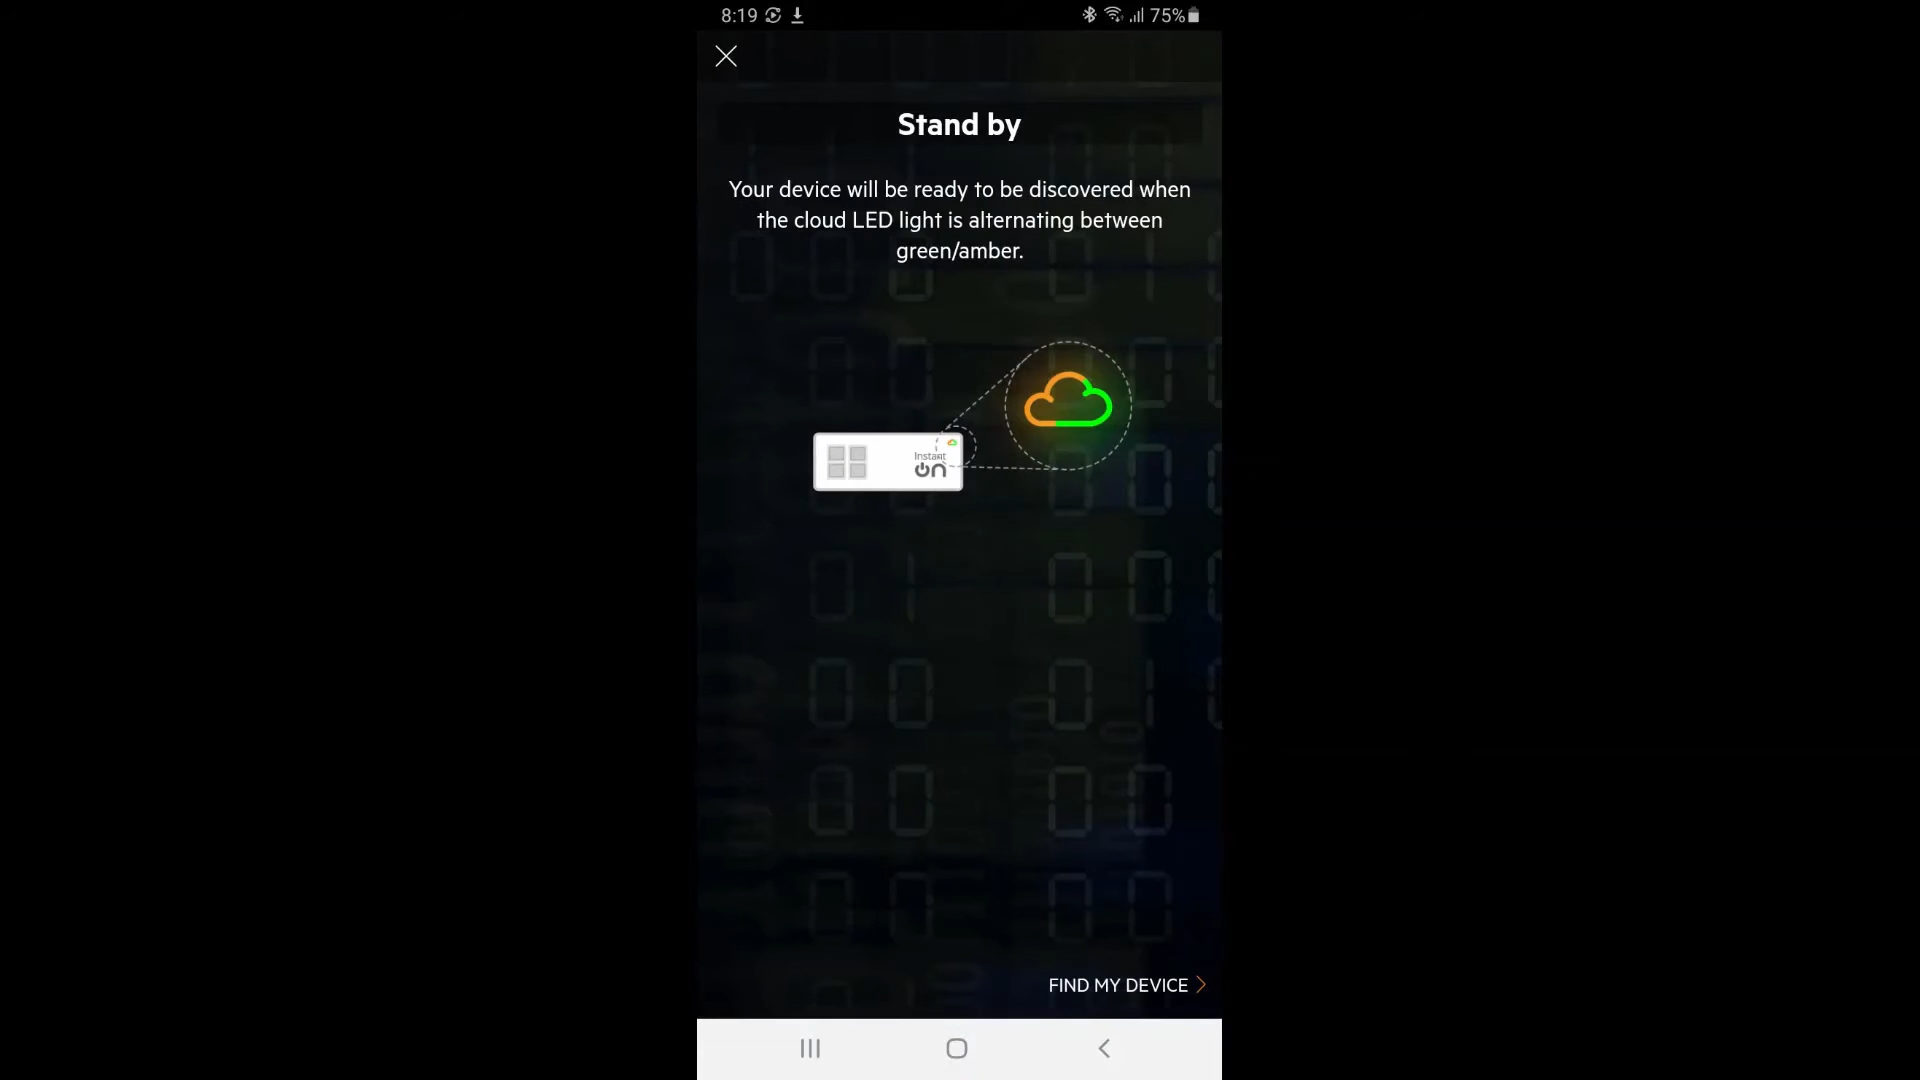 8:19
75%
Stand by
Your device will be ready to be discovered when
the cloud LED light is alternating between
green/amber.
Instant
on
FIND MY DEVICE